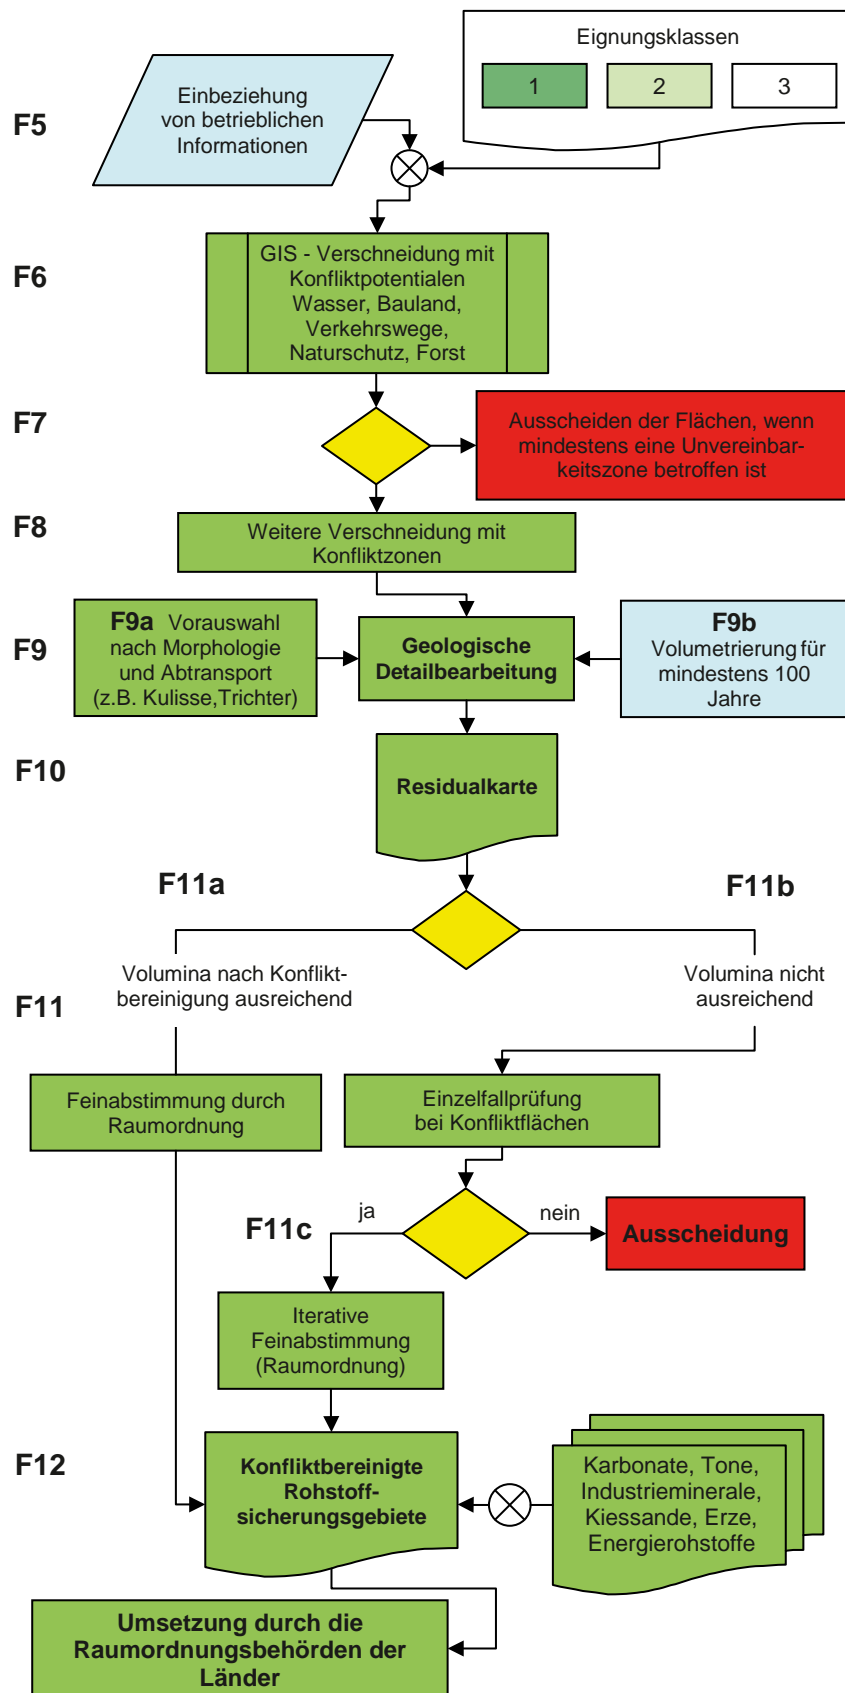 Eignungsklassen
1 2 3
F5
Einbeziehung
von betrieblichen
Informationen
F6
GIS - Verschneidung mit
Konfliktpotentialen
Wasser, Bauland,
Verkehrswege,
Naturschutz, Forst
F7
Ausscheiden der Flächen, wenn
mindestens eine Unvereinbar-
keitszone betroffen ist
F8
Weitere Verschneidung mit
Konfliktzonen
F9
F9a Vorauswahl
nach Morphologie
und Abtransport
(z.B. Kulisse,Trichter)
Geologische
Detailbearbeitung
F9b
Volumetrierung für
mindestens 100
Jahre
F10
Residualkarte
F11a
F11b
F11
Volumina nach Konflikt-
bereinigung ausreichend
Volumina nicht
ausreichend
Feinabstimmung durch
Raumordnung
Einzelfallprüfung
bei Konfliktflächen
F11c
ja
nein
Ausscheidung
Iterative
Feinabstimmung
(Raumordnung)
F12
Konfliktbereinigte
Rohstoff-
sicherungsgebiete
Karbonate, Tone,
Industrieminerale,
Kiessande, Erze,
Energierohstoffe
Umsetzung durch die
Raumordnungsbehörden der
Länder